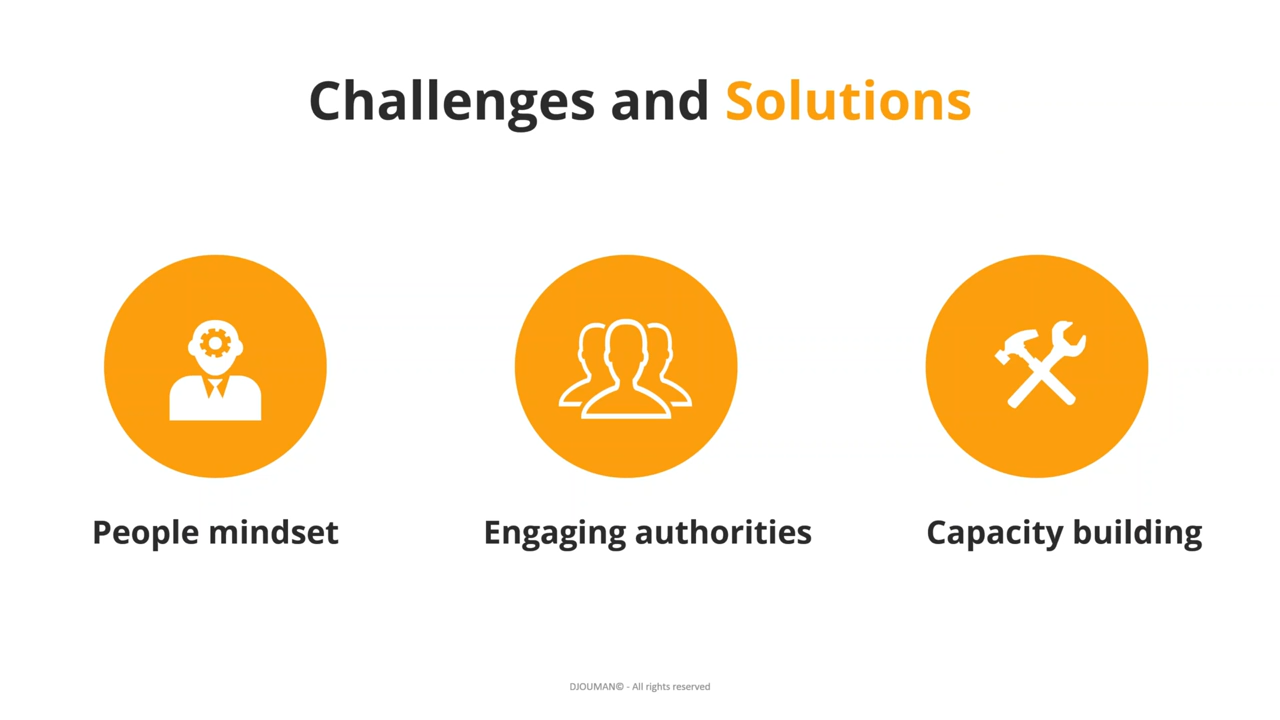 Challenges and Solutions
People mindset
Engaging authorities
Capacity building
DJOUMAN© - All rights reserved